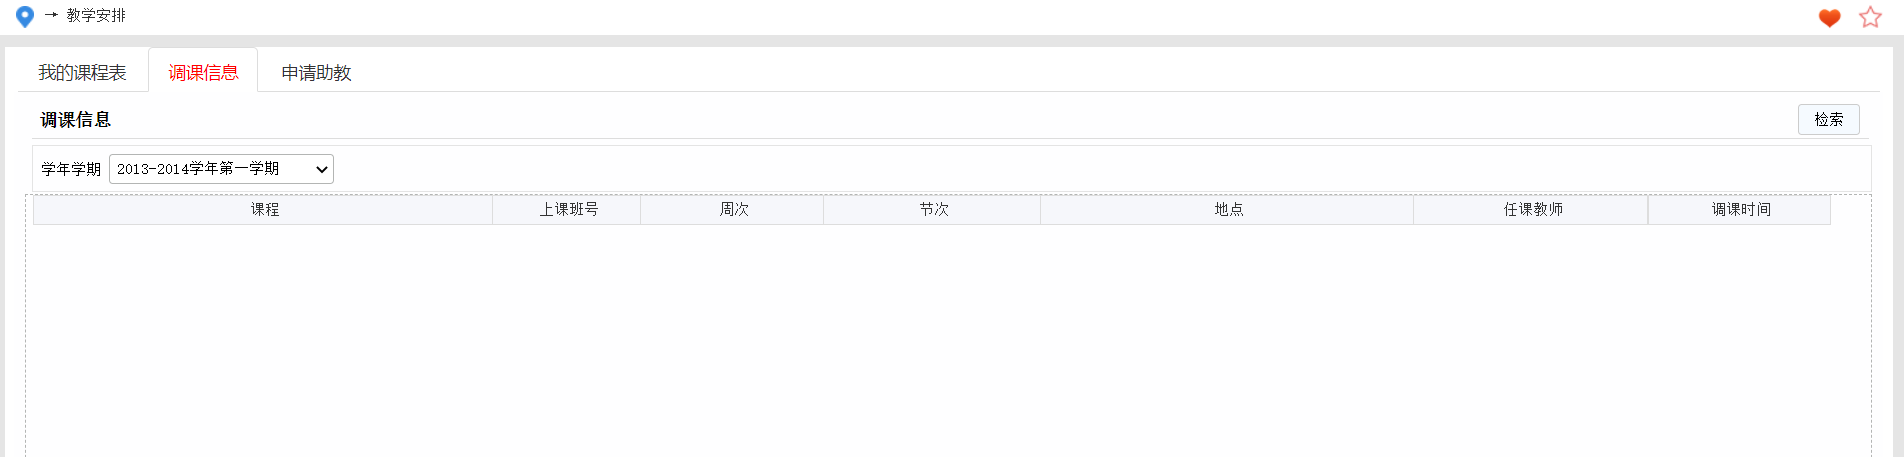 → 教学安排
我的课程表 调课信息 申请助教
调课信息 检索
学年学期 2013-2014学年第一学期
课程 上课班号 周次 节次 地点 任课教师 调课时间